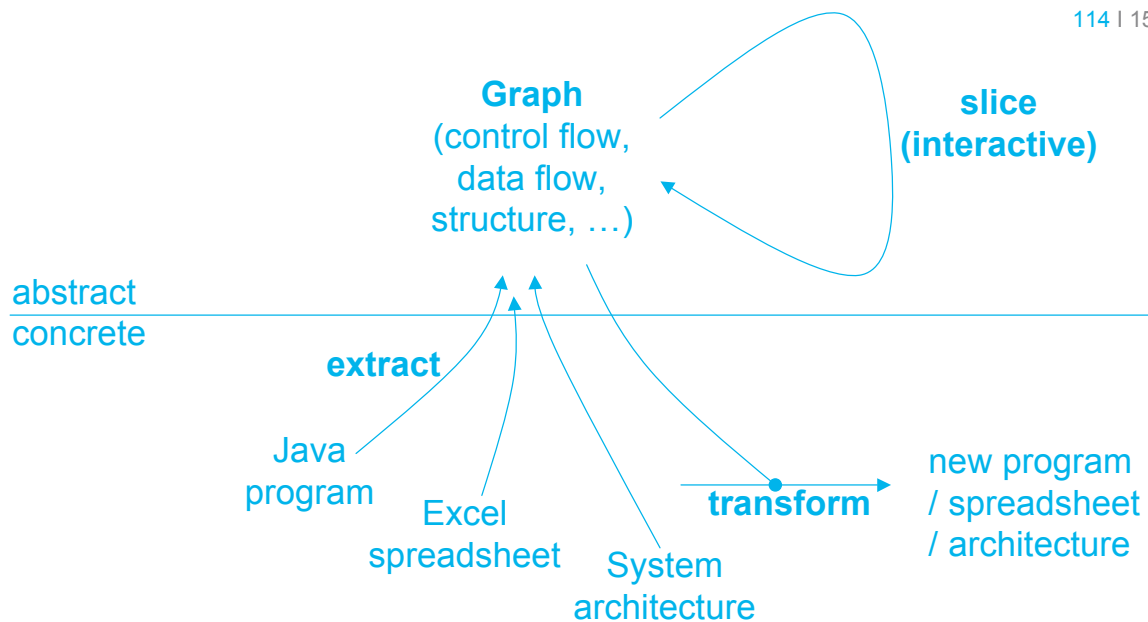 114 | 15
Graph
(control flow,
data flow,
structure, …)
slice
(interactive)
abstract
concrete
extract
Java
program
Excel
spreadsheet
System
architecture
transform
new program
/ spreadsheet
/ architecture